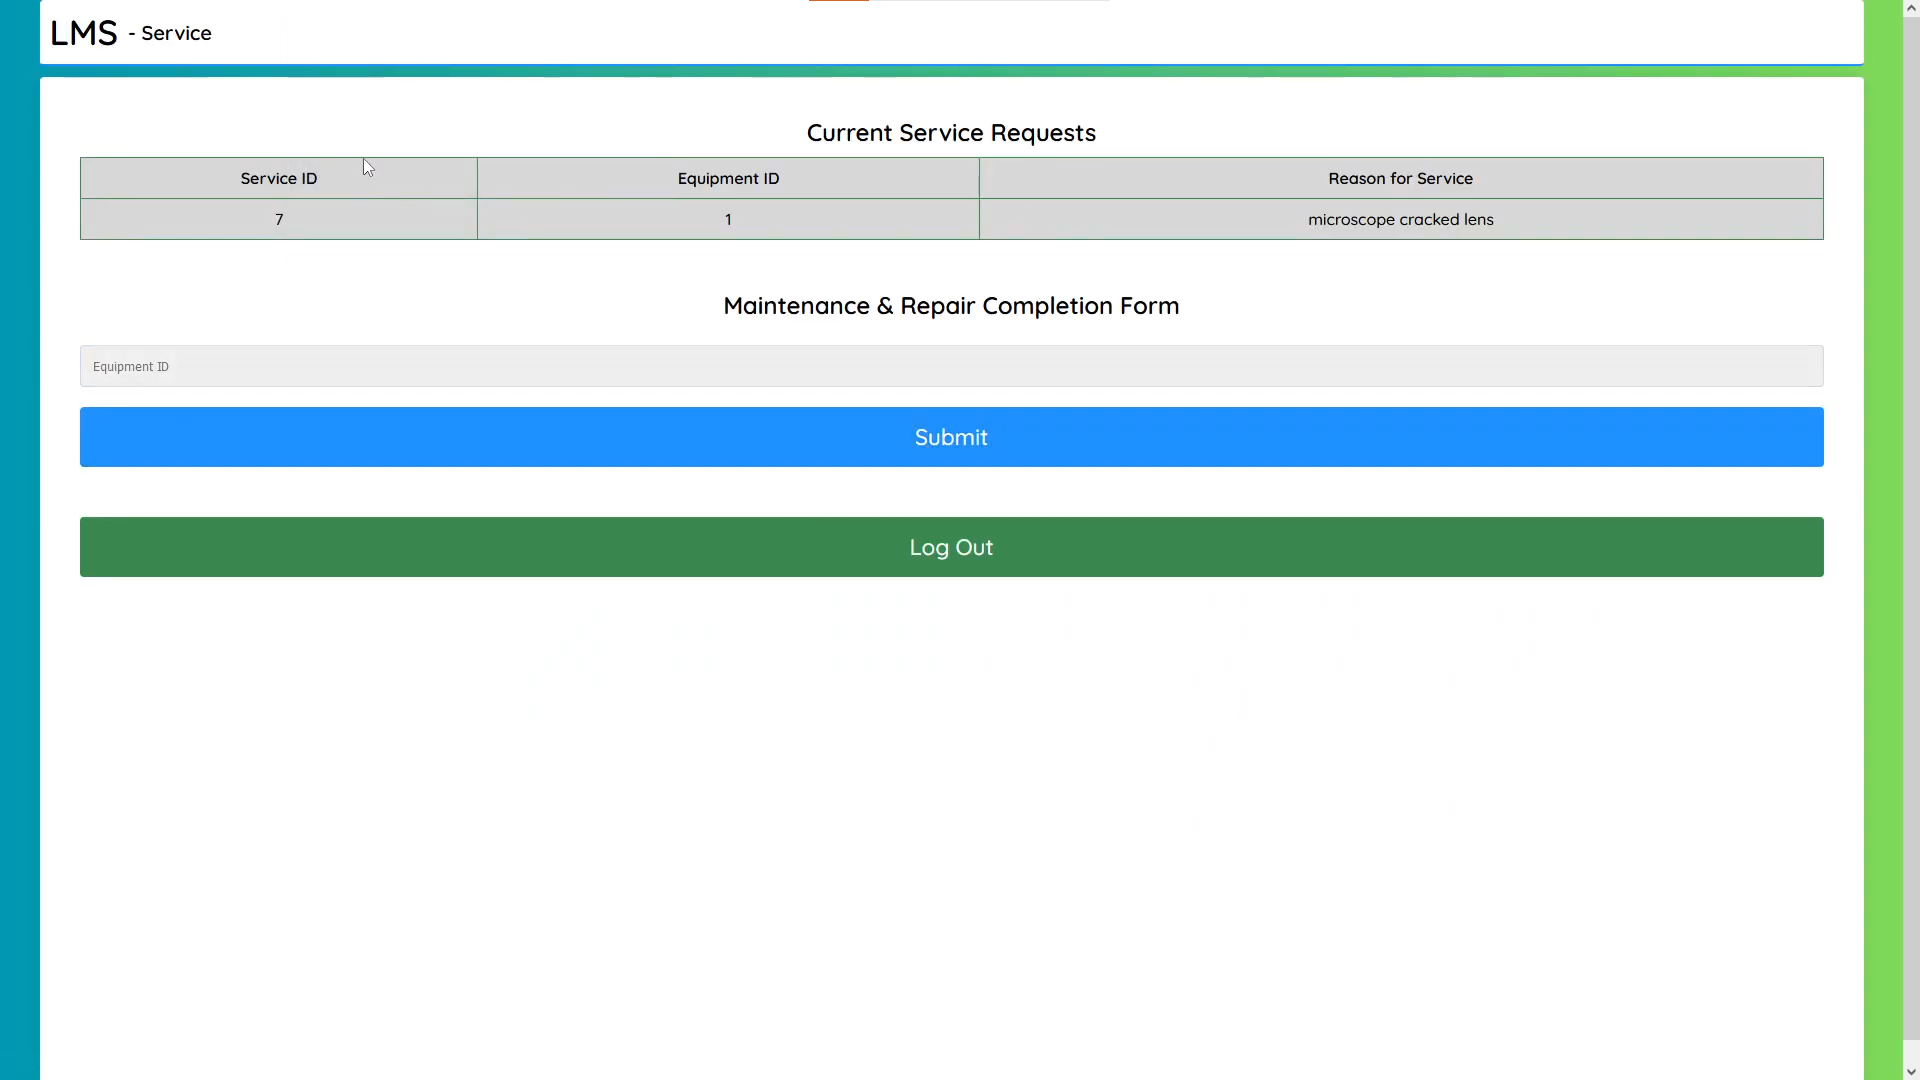 LMS - Service
Current Service Requests
Service ID Equipment ID Reason for Service
7 1 microscope cracked lens
Maintenance & Repair Completion Form
Equipment ID
Submit
Log Out